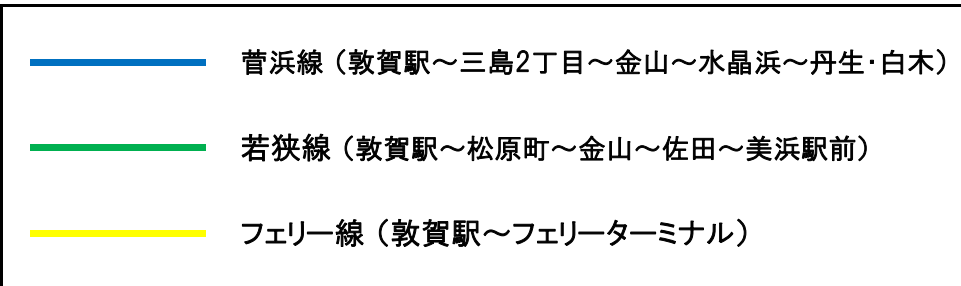 菅浜線（敦賀駅～三島2丁目～金山～水晶浜～丹生・白木）
若狭線（敦賀駅～松原町～金山～佐田～美浜駅前）
フェリー線（敦賀駅～フェリーターミナル）